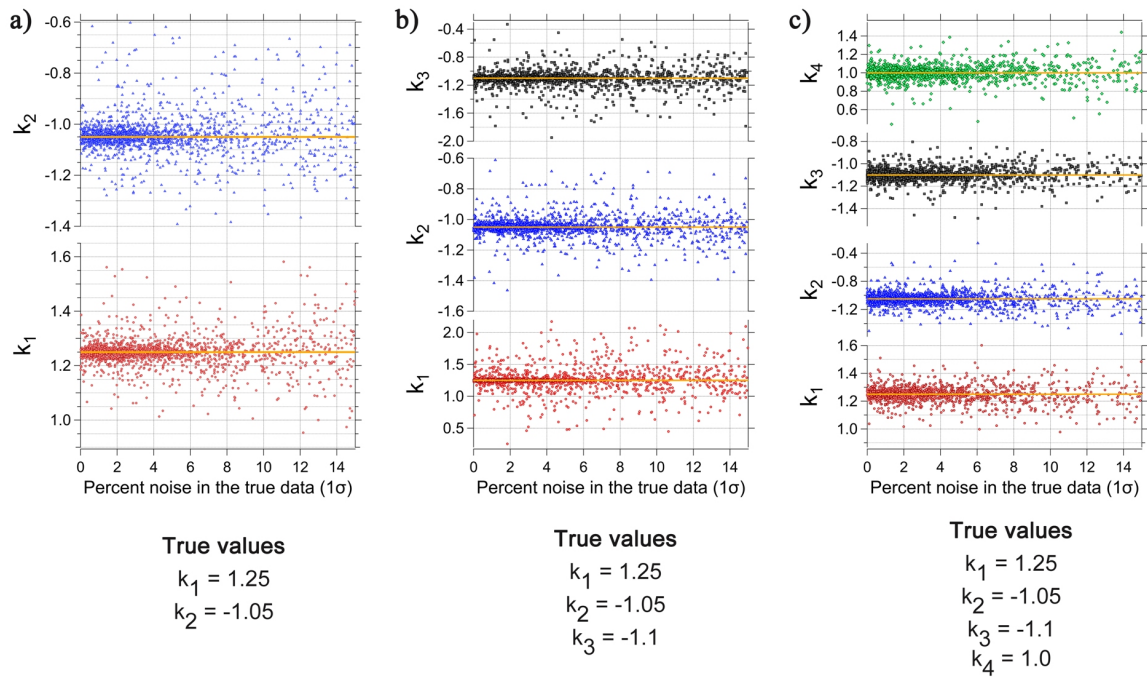 a)
-0.6
-0.8
-1.0
-1.2
-1.4
k2
1.6
1.4
1.2
1.0
k1
0 2 4 6 8 10 12 14
Percent noise in the true data (1σ)
True values
k1 = 1.25
k2 = -1.05
b)
-0.4
-0.8
-1.2
-1.6
-2.0
k3
-0.6
-0.8
-1.0
-1.2
-1.4
-1.6
k2
2.0
1.5
1.0
0.5
k1
0 2 4 6 8 10 12 14
Percent noise in the true data (1σ)
True values
k1 = 1.25
k2 = -1.05
k3 = -1.1
c)
1.4
1.2
1.0
0.8
0.6
k4
-0.8
-1.0
-1.2
-1.4
k3
-0.4
-0.8
-1.2
k2
1.6
1.4
1.2
1.0
k1
0 2 4 6 8 10 12 14
Percent noise in the true data (1σ)
True values
k1 = 1.25
k2 = -1.05
k3 = -1.1
k4 = 1.0